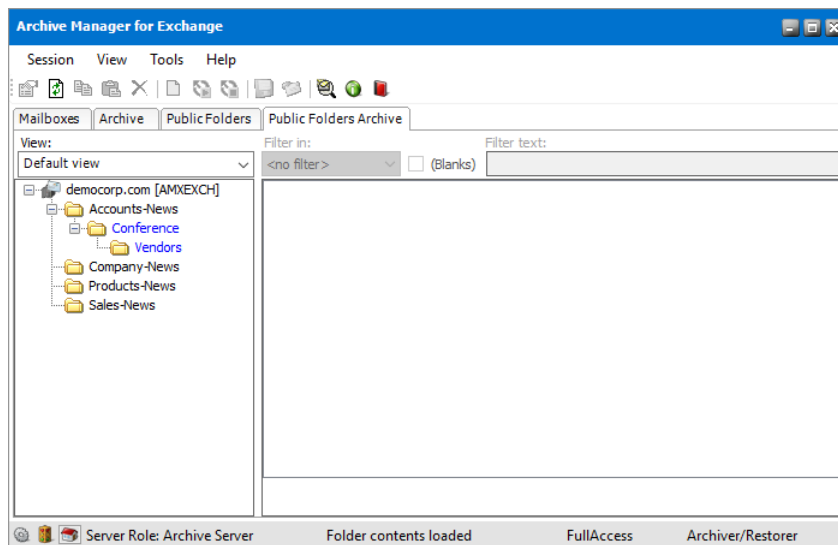 Archive Manager for Exchange
Session View Tools Help
Mailboxes Archive Public Folders Public Folders Archive
View: Filter in: Filter text:
Default view <no filter> (Blanks)
democorp.com [AMXEXCH]
Accounts-News
Conference
Vendors
Company-News
Products-News
Sales-News
Server Role: Archive Server Folder contents loaded FullAccess Archiver/Restorer